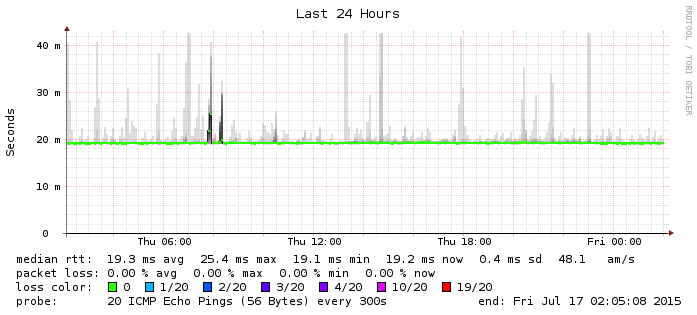 Last 24 Hours
RRDTOOL / TOBI OETIKER
Seconds
40 m
30 m
20 m
10 m
0
Thu 06:00 Thu 12:00 Thu 18:00 Fri 00:00
median rtt: 19.3 ms avg 25.4 ms max 19.1 ms min 19.2 ms now 0.4 ms sd 48.1 am/s
packet loss: 0.00 % avg 0.00 % max 0.00 % min 0.00 % now
loss color: 0 1/20 2/20 3/20 4/20 10/20 19/20
probe: 20 ICMP Echo Pings (56 Bytes) every 300s end: Fri Jul 17 02:05:08 2015